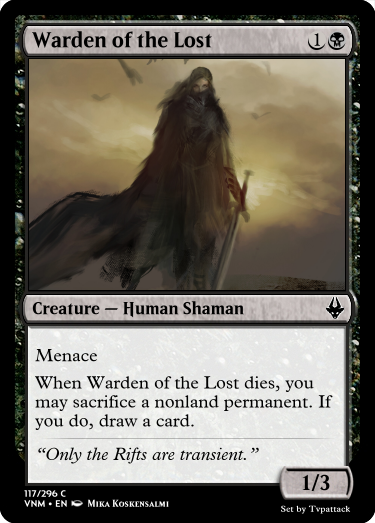 Warden of the Lost 1
Creature — Human Shaman
Menace
When Warden of the Lost dies, you
may sacrifice a nonland permanent. If
you do, draw a card.
“Only the Rifts are transient.”
1/3
117/296 C
VNM • EN Mika Koskensalmi
Set by Tvpattack